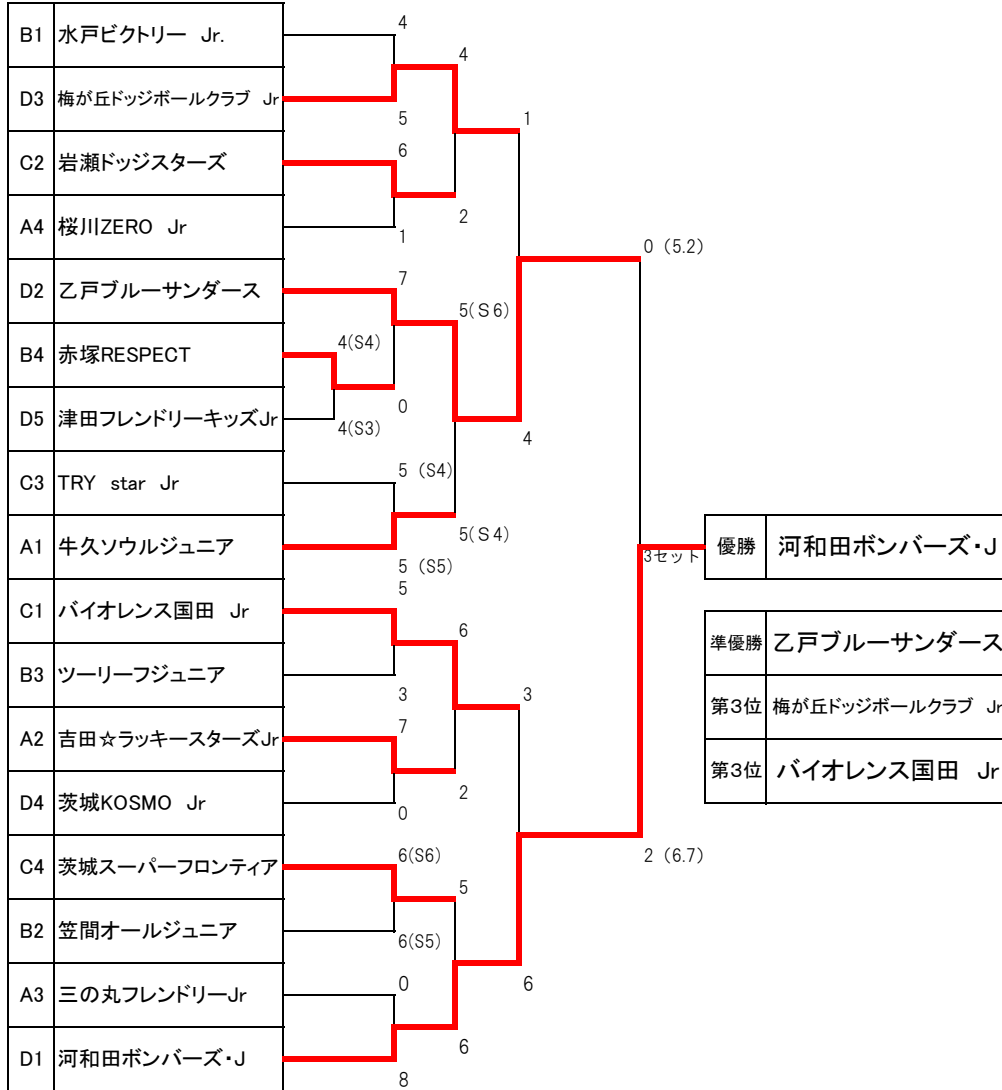 B1 水戸ビクトリー Jr.
4
4
D3 梅が丘ドッジボールクラブ Jr
5
1
C2 岩瀬ドッジスターズ
6
A4 桜川ZERO Jr
2
1
0 (5.2)
D2 乙戸ブルーサンダース
7
5(S6)
B4 赤塚RESPECT
4(S4)
0
D5 津田フレンドリーキッズJr
4(S3)
4
C3 TRY star Jr
5 (S4)
A1 牛久ソウルジュニア
5(S4)
5 (S5)
3セット
優勝 河和田ボンバーズ・J
C1 バイオレンス国田 Jr
5
6
準優勝 乙戸ブルーサンダース
B3 ツーリーフジュニア
3
3
第3位 梅が丘ドッジボールクラブ Jr
A2 吉田☆ラッキースターズJr
7
第3位 バイオレンス国田 Jr
D4 茨城KOSMO Jr
2
0
C4 茨城スーパーフロンティア
6(S6)
5
2 (6.7)
B2 笠間オールジュニア
6(S5)
A3 三の丸フレンドリーJr
0
6
D1 河和田ボンバーズ・J
6
8